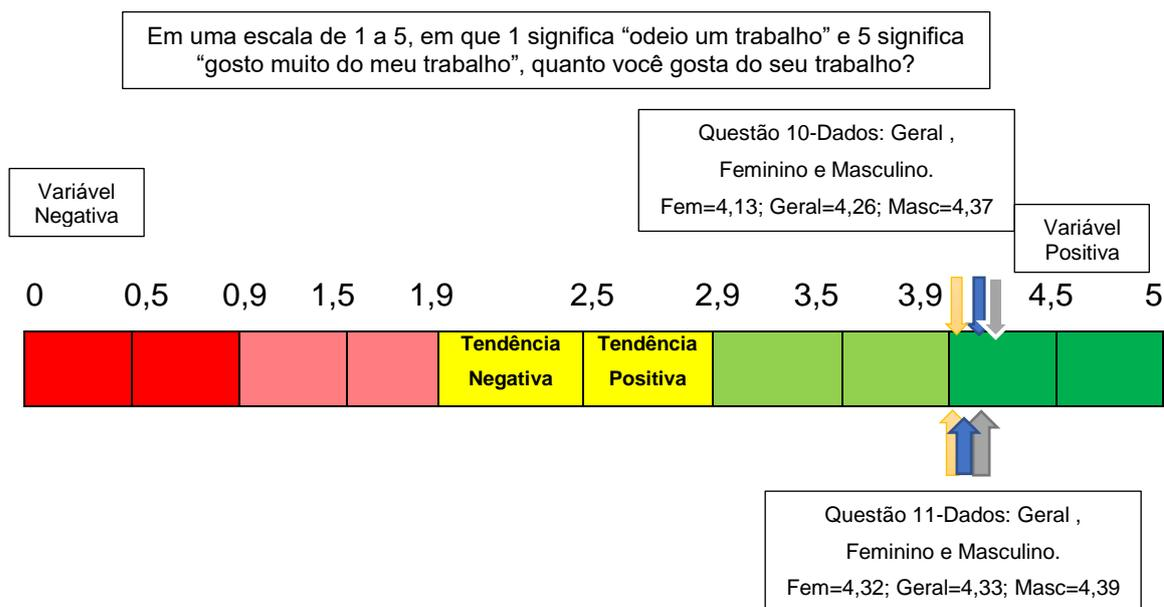 Em uma escala de 1 a 5, em que 1 significa “odeio um trabalho” e 5 significa
“gosto muito do meu trabalho”, quanto você gosta do seu trabalho?
Questão 10-Dados: Geral ,
Feminino e Masculino.
Fem=4,13; Geral=4,26; Masc=4,37
Variável
Negativa
Variável
Positiva
0 0,5 0,9 1,5 1,9 2,5 2,9 3,5 3,9 4,5 5
Tendência
Negativa
Tendência
Positiva
Questão 11-Dados: Geral ,
Feminino e Masculino.
Fem=4,32; Geral=4,33; Masc=4,39